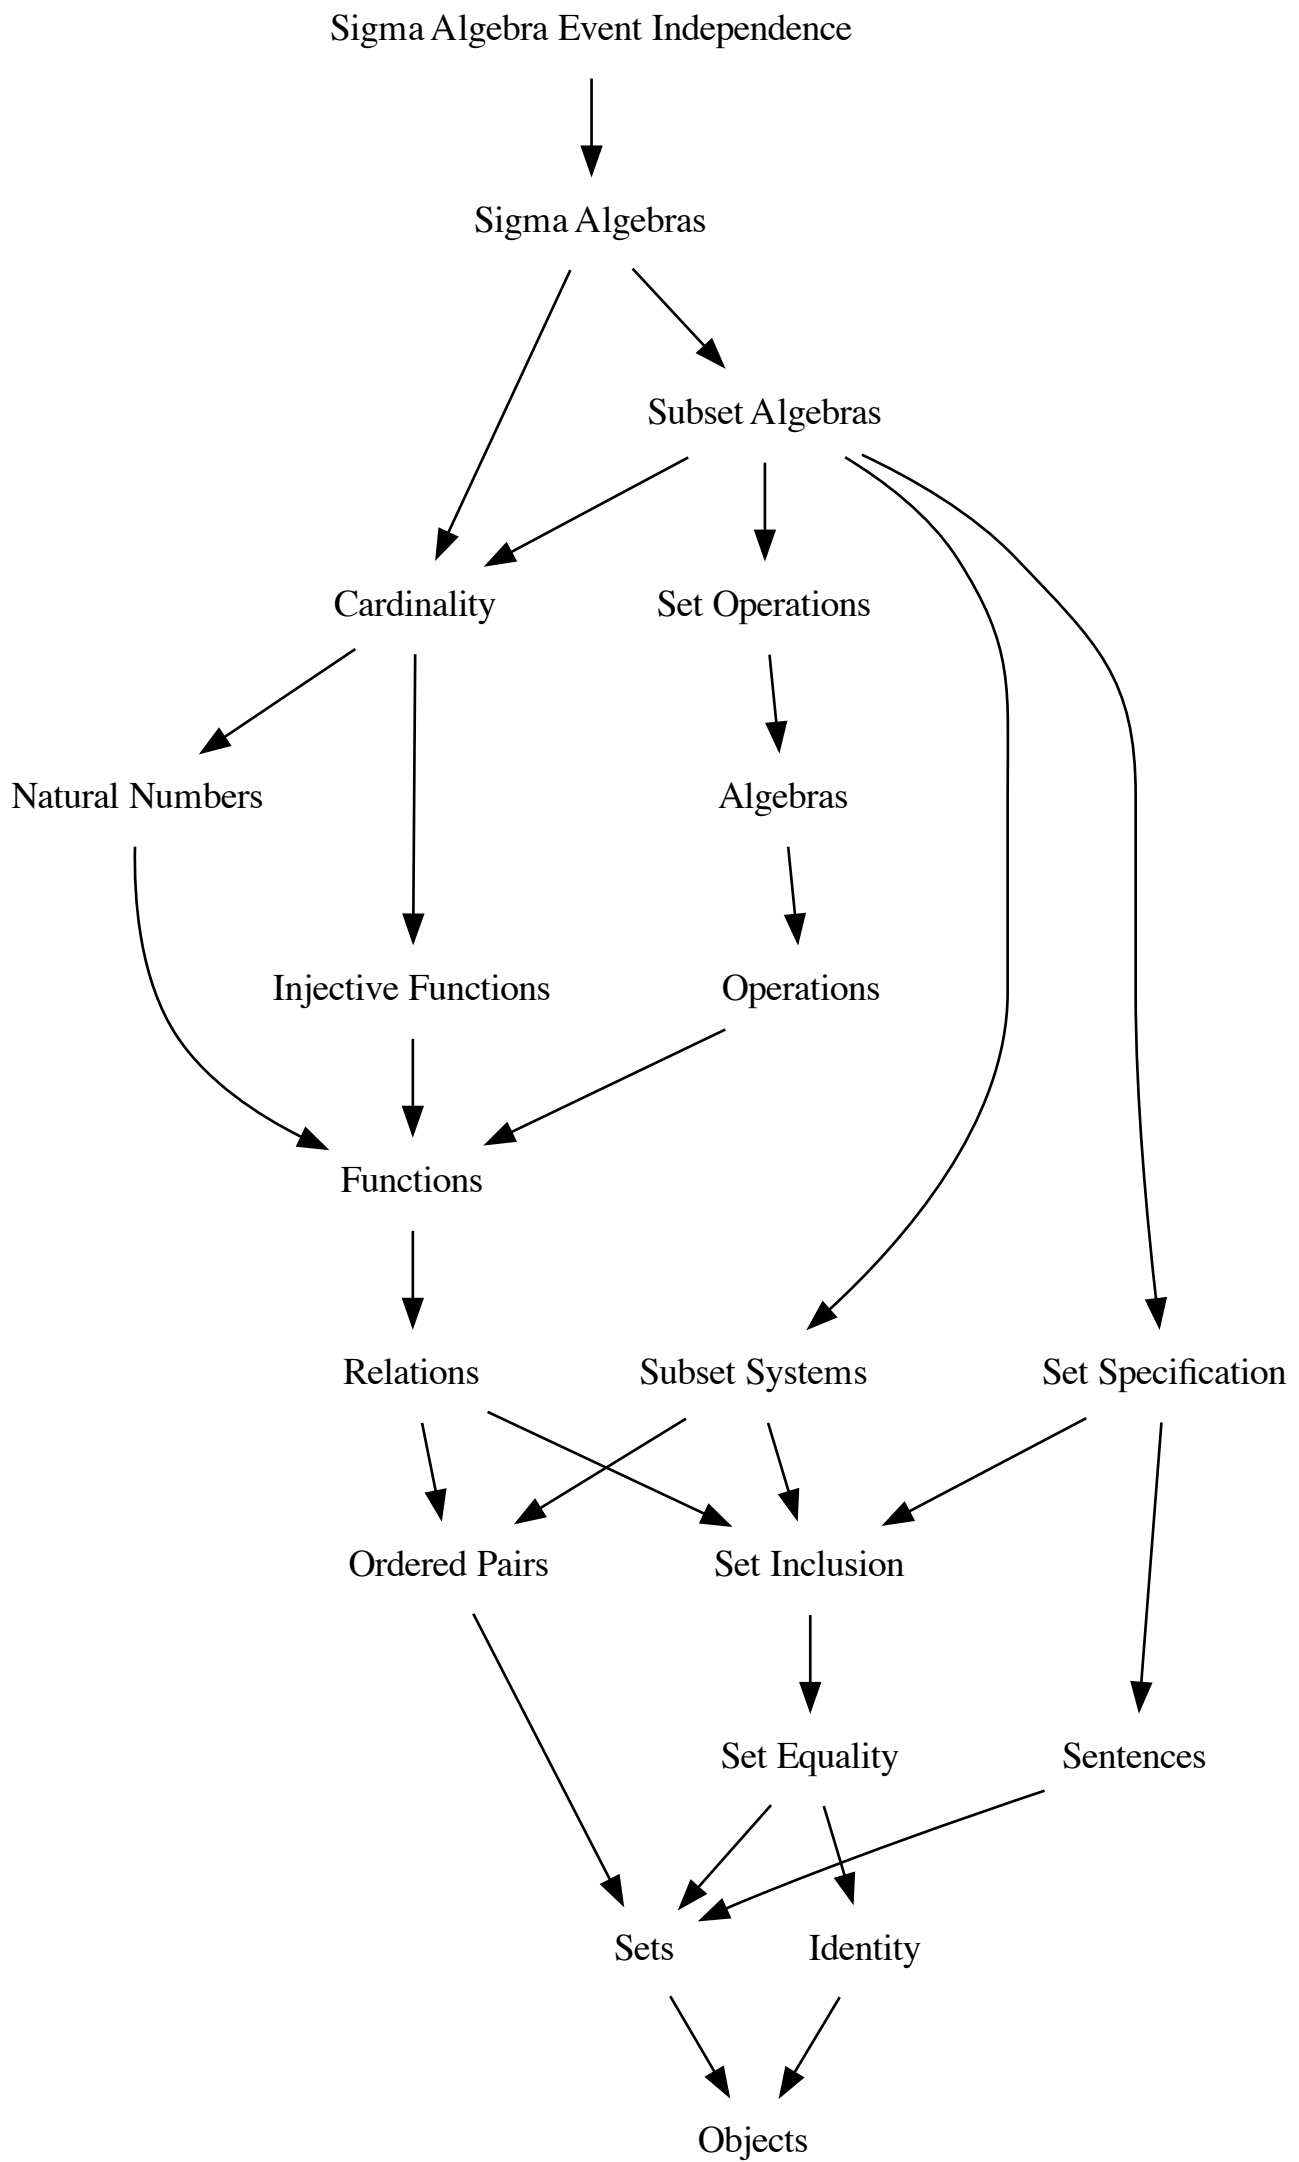 Sigma Algebra Event Independence
Sigma Algebras
Subset Algebras
Cardinality
Set Operations
Natural Numbers
Algebras
Injective Functions
Operations
Functions
Relations
Subset Systems
Set Specification
Ordered Pairs
Set Inclusion
Set Equality
Sentences
Sets
Identity
Objects